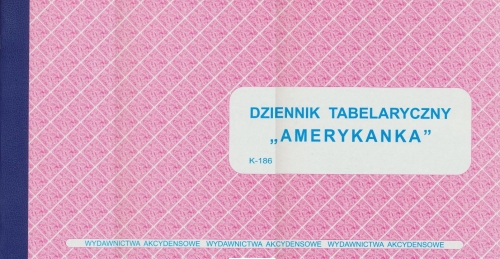 DZIENNIK TABELARYCZNY
„AMERYKANKA”
K-186
WYDAWNICTWA AKCYDENSOWE WYDAWNICTWA AKCYDENSOWE WYDAWNICTWA AKCYDENSOWE